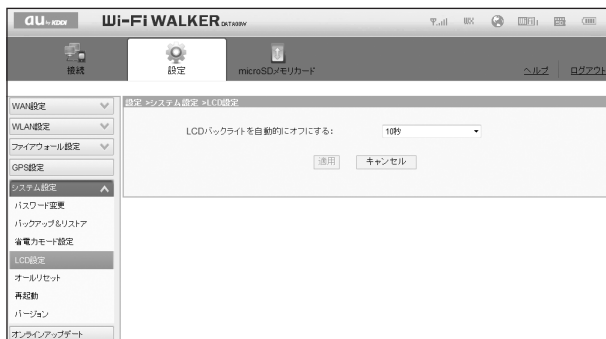 au by KDDI Wi-Fi WALKER DATA08W
接続 設定 microSDメモリカード ヘルプ ログアウト
WAN設定
WLAN設定
ファイアウォール設定
GPS設定
システム設定
パスワード変更
バックアップ&リストア
省電力モード設定
LCD設定
オールリセット
再起動
バージョン
オンラインアップデート
設定 >システム設定 >LCD設定
LCDバックライトを自動的にオフにする: 10秒
適用 キャンセル